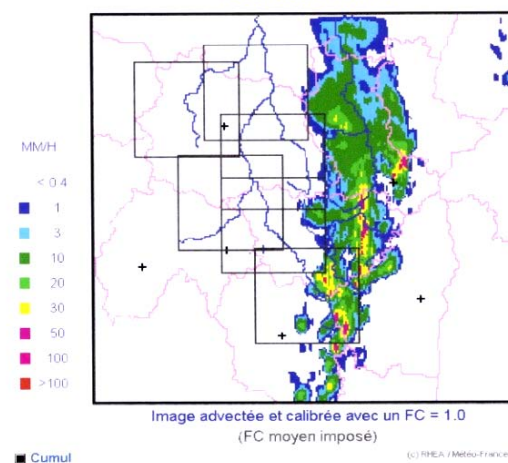 MM/H
< 0.4
1
3
10
20
30
50
100
>100
Image advectée et calibrée avec un FC = 1.0
(FC moyen imposé)
Cumul
(c) RHEA / Météo-France